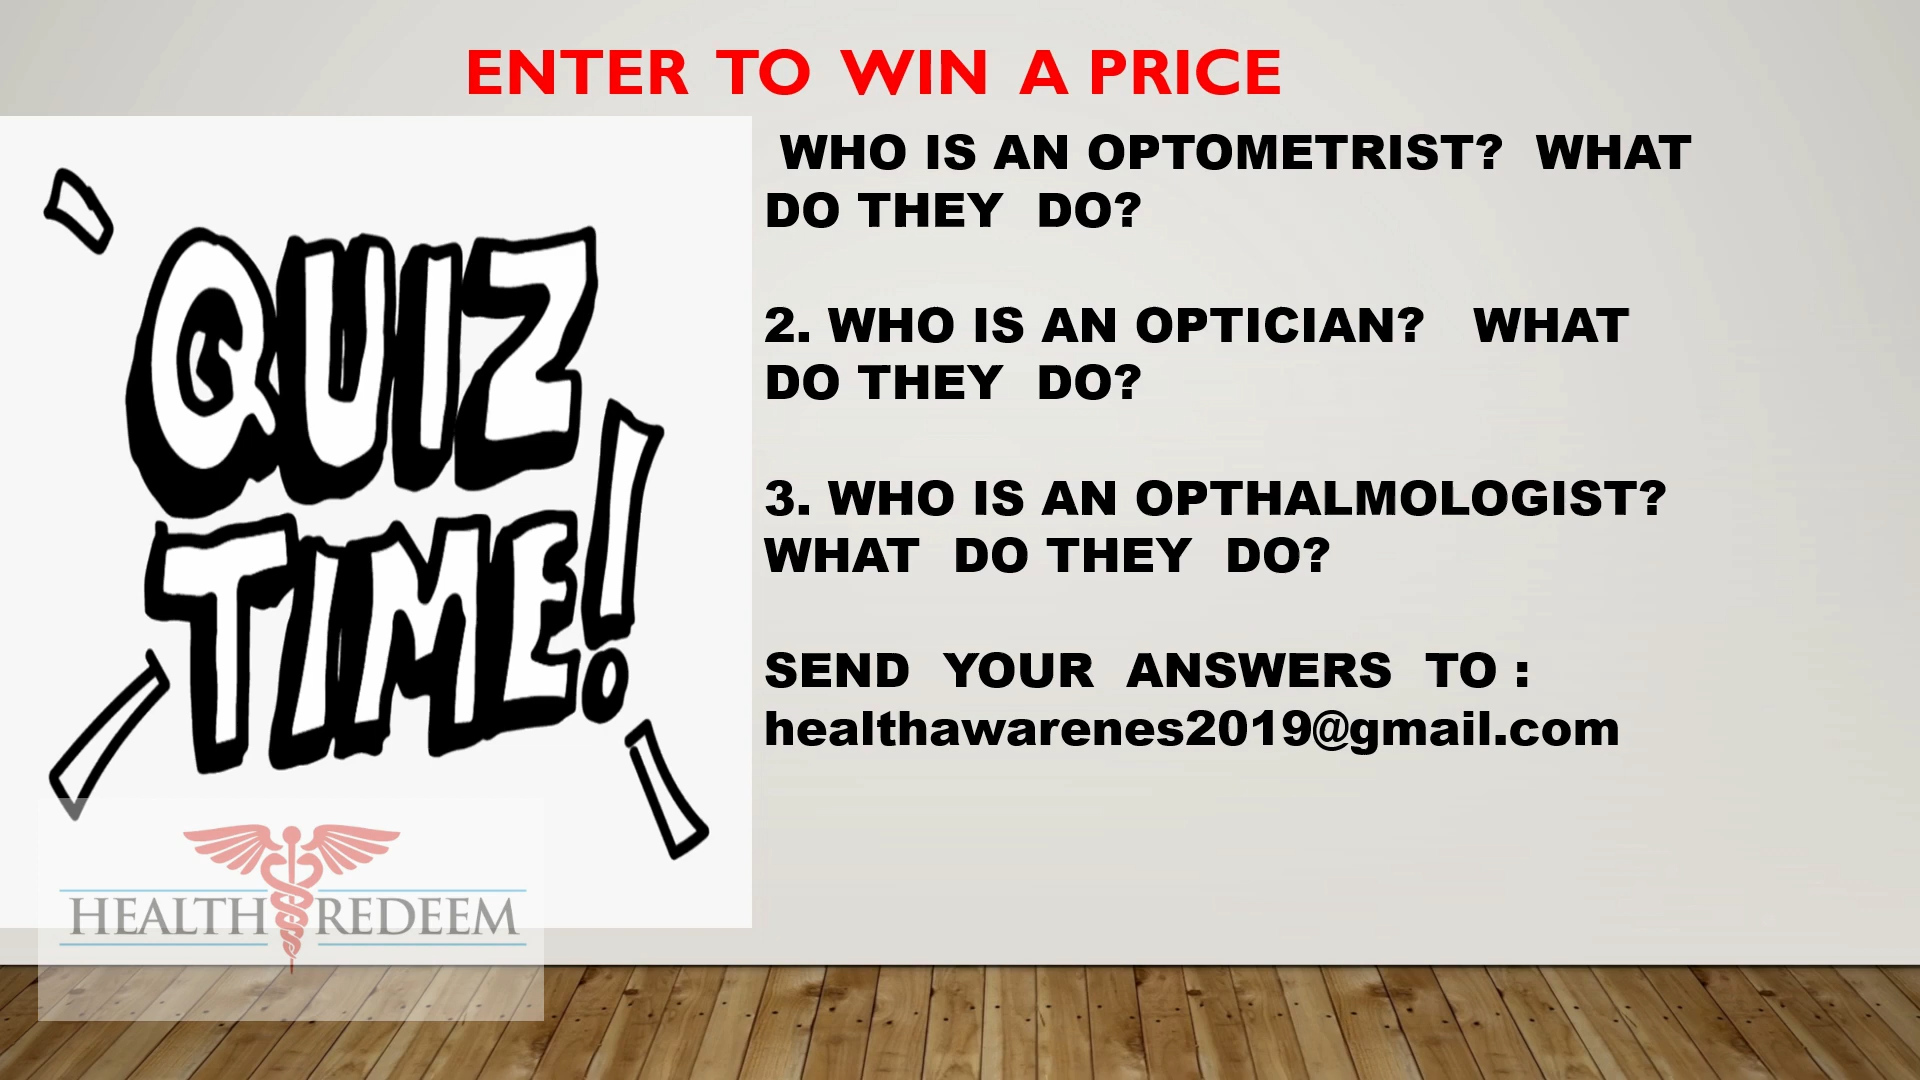 ENTER TO WIN A PRICE
WHO IS AN OPTOMETRIST? WHAT
DO THEY DO?
2. WHO IS AN OPTICIAN? WHAT
DO THEY DO?
3. WHO IS AN OPTHALMOLOGIST?
WHAT DO THEY DO?
SEND YOUR ANSWERS TO :
healthawarenes2019@gmail.com
QUIZ
TIME!
HEALTH REDEEM